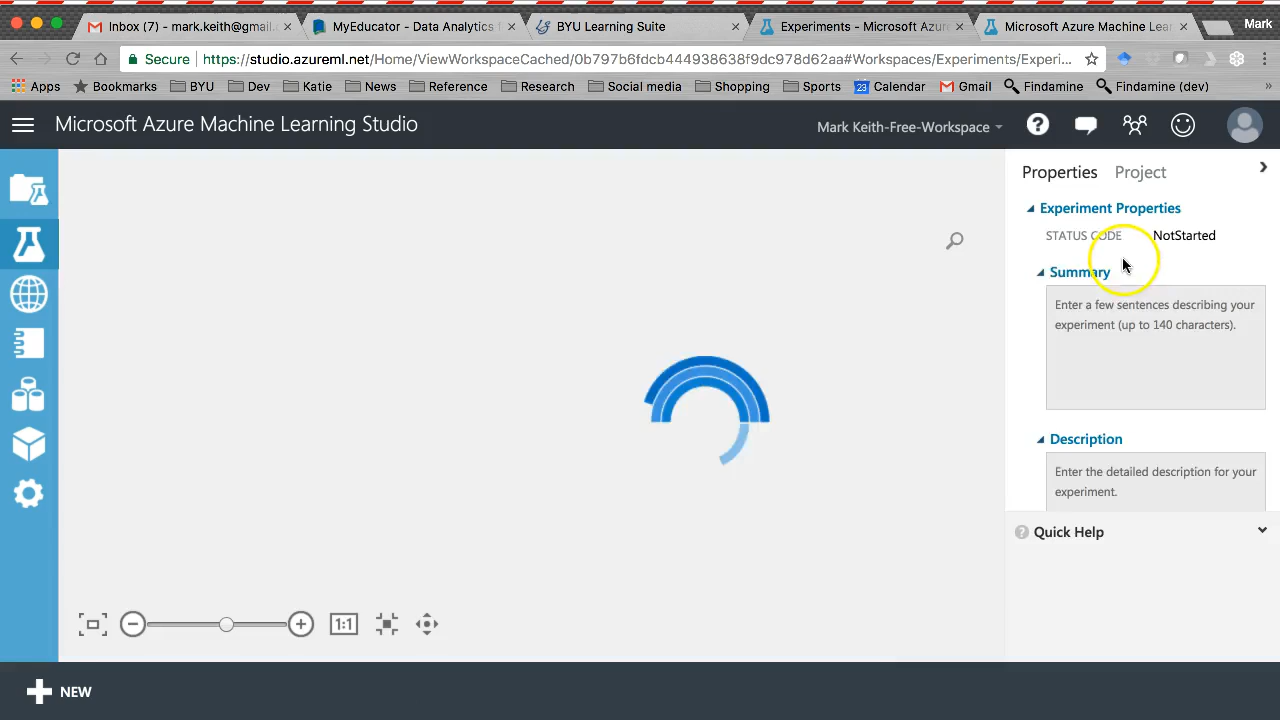 Inbox (7) - mark.keith@gmail.
MyEducator - Data Analytics
BYU Learning Suite
Experiments - Microsoft Azure
Microsoft Azure Machine Lear
Mark
Secure
https://studio.azureml.net/Home/ViewWorkspaceCached/0b797b6fdcb444938638f9dc978d62aa#Workspaces/Experiments/Experi...
Apps
Bookmarks
BYU
Dev
Katie
News
Reference
Research
Social media
Shopping
Sports
23
Calendar
Gmail
Findamine
Findamine (dev)
»
Microsoft Azure Machine Learning Studio
Mark Keith-Free-Workspace
?
Properties
Project
Experiment Properties
STATUS CODE
NotStarted
Summary
Enter a few sentences describing your
experiment (up to 140 characters).
Description
Enter the detailed description for your
experiment.
? Quick Help
1:1
NEW